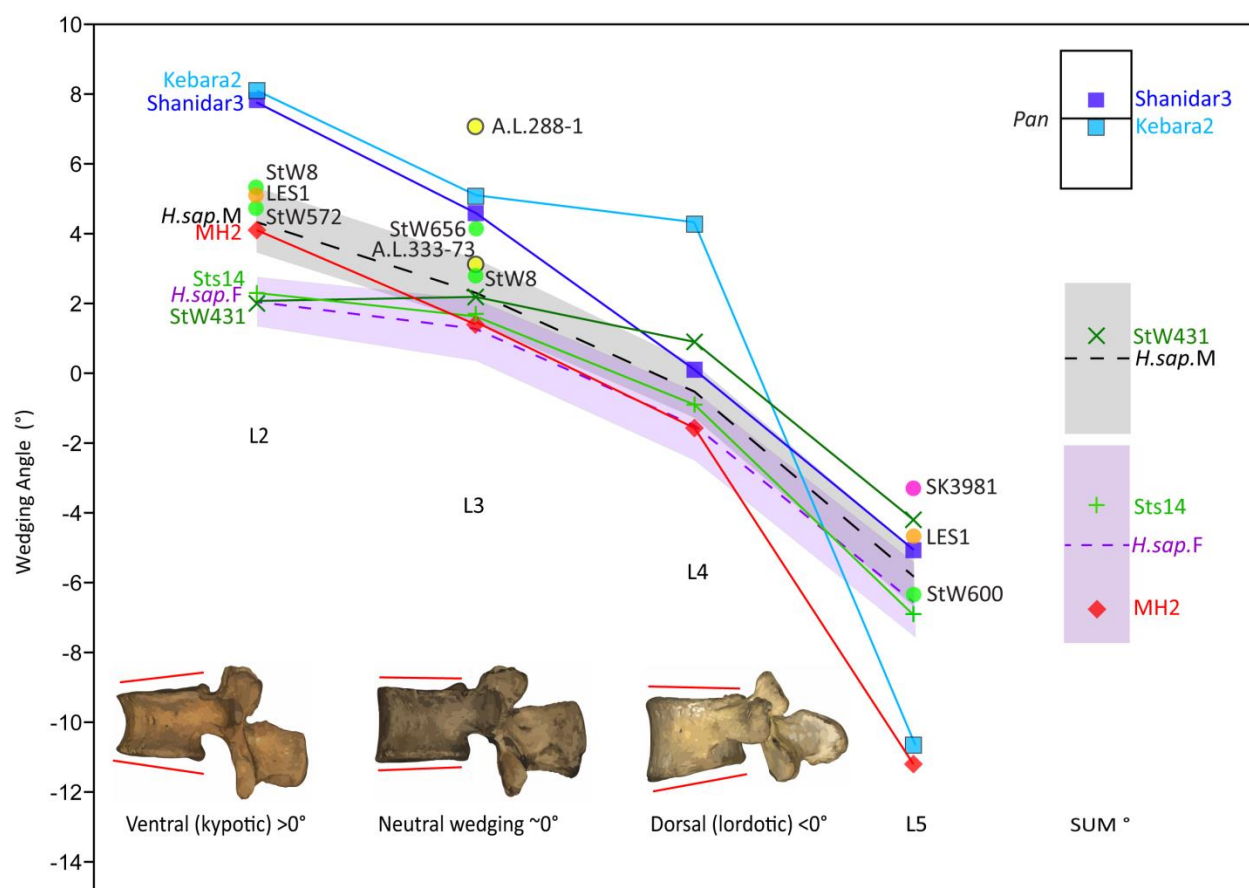 10
8
6
4
2
0
-2
-4
-6
-8
-10
-12
-14
Wedging Angle (°)
Kebara2
Shanidar3
StW8
LES1
H.sap.M
StW572
MH2
Sts14
H.sap.F
StW431
L2
A.L.288-1
StW656
A.L.333-73
StW8
L3
L4
SK3981
LES1
StW600
L5
Pan
Shanidar3
Kebara2
StW431
H.sap.M
Sts14
H.sap.F
MH2
SUM °
Ventral (kypotic) >0°
Neutral wedging ~0°
Dorsal (lordotic) <0°